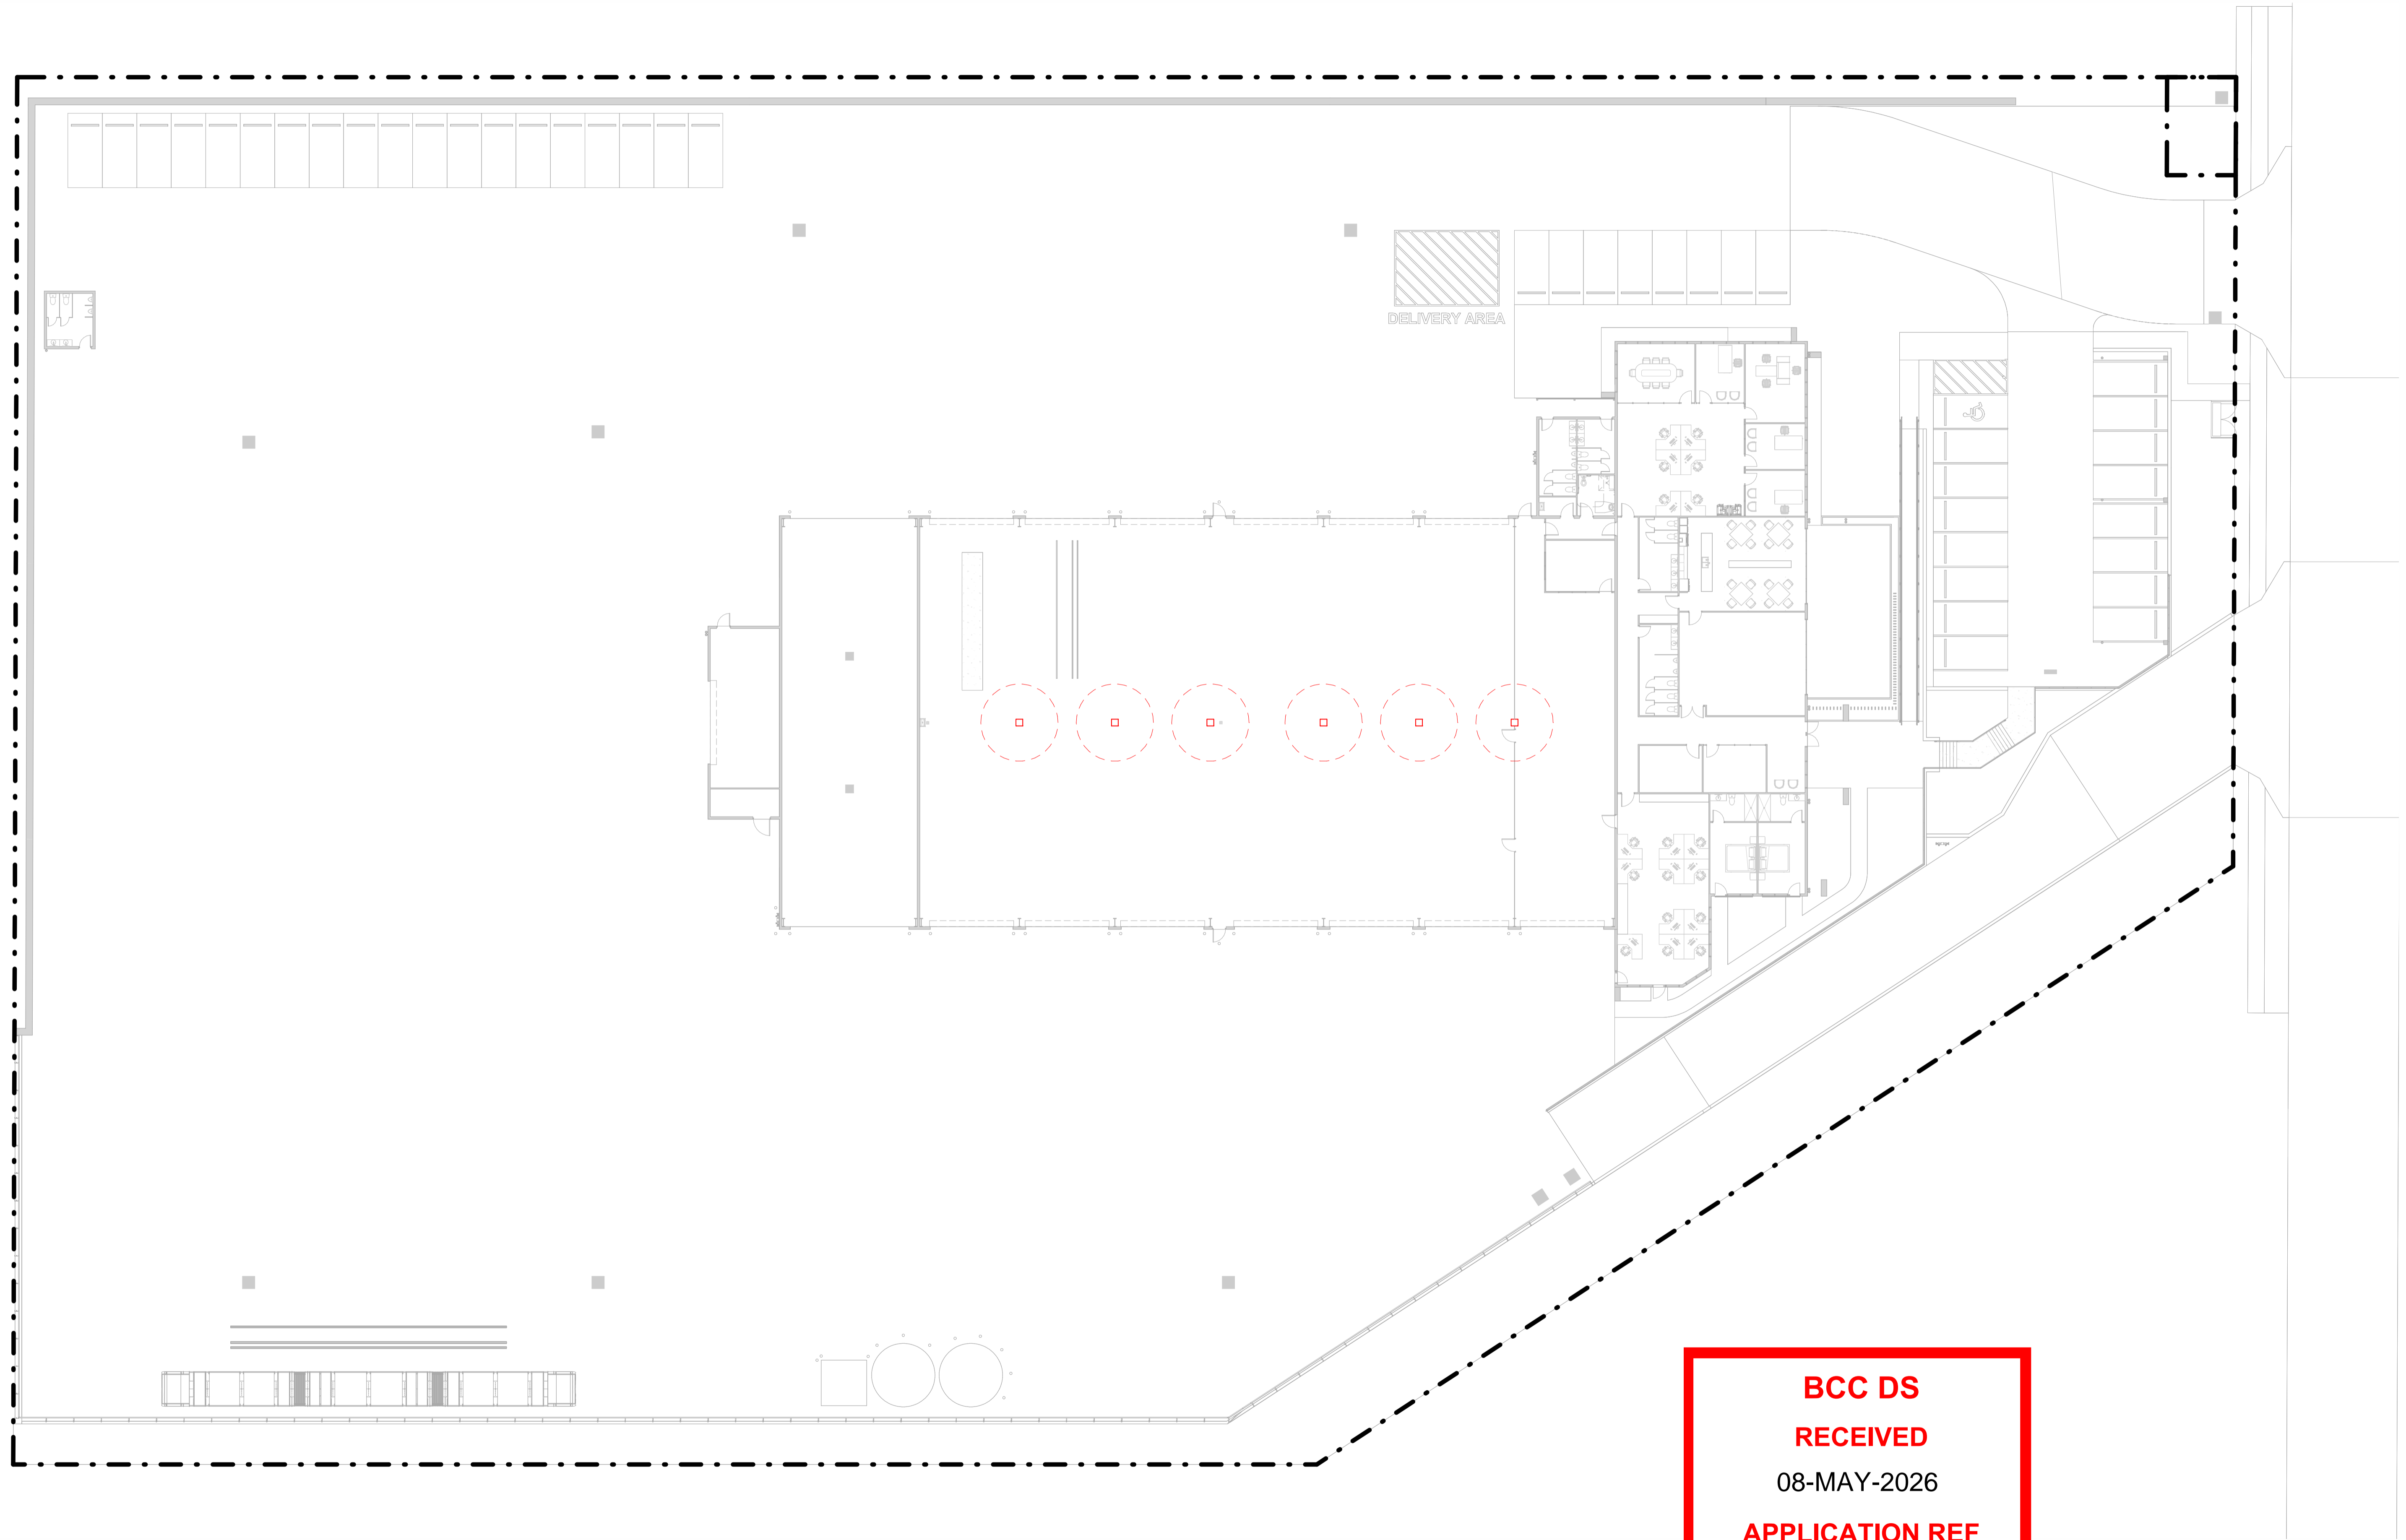 DELIVERY AREA
BCC DS
RECEIVED
08-MAY-2026
APPLICATION REF